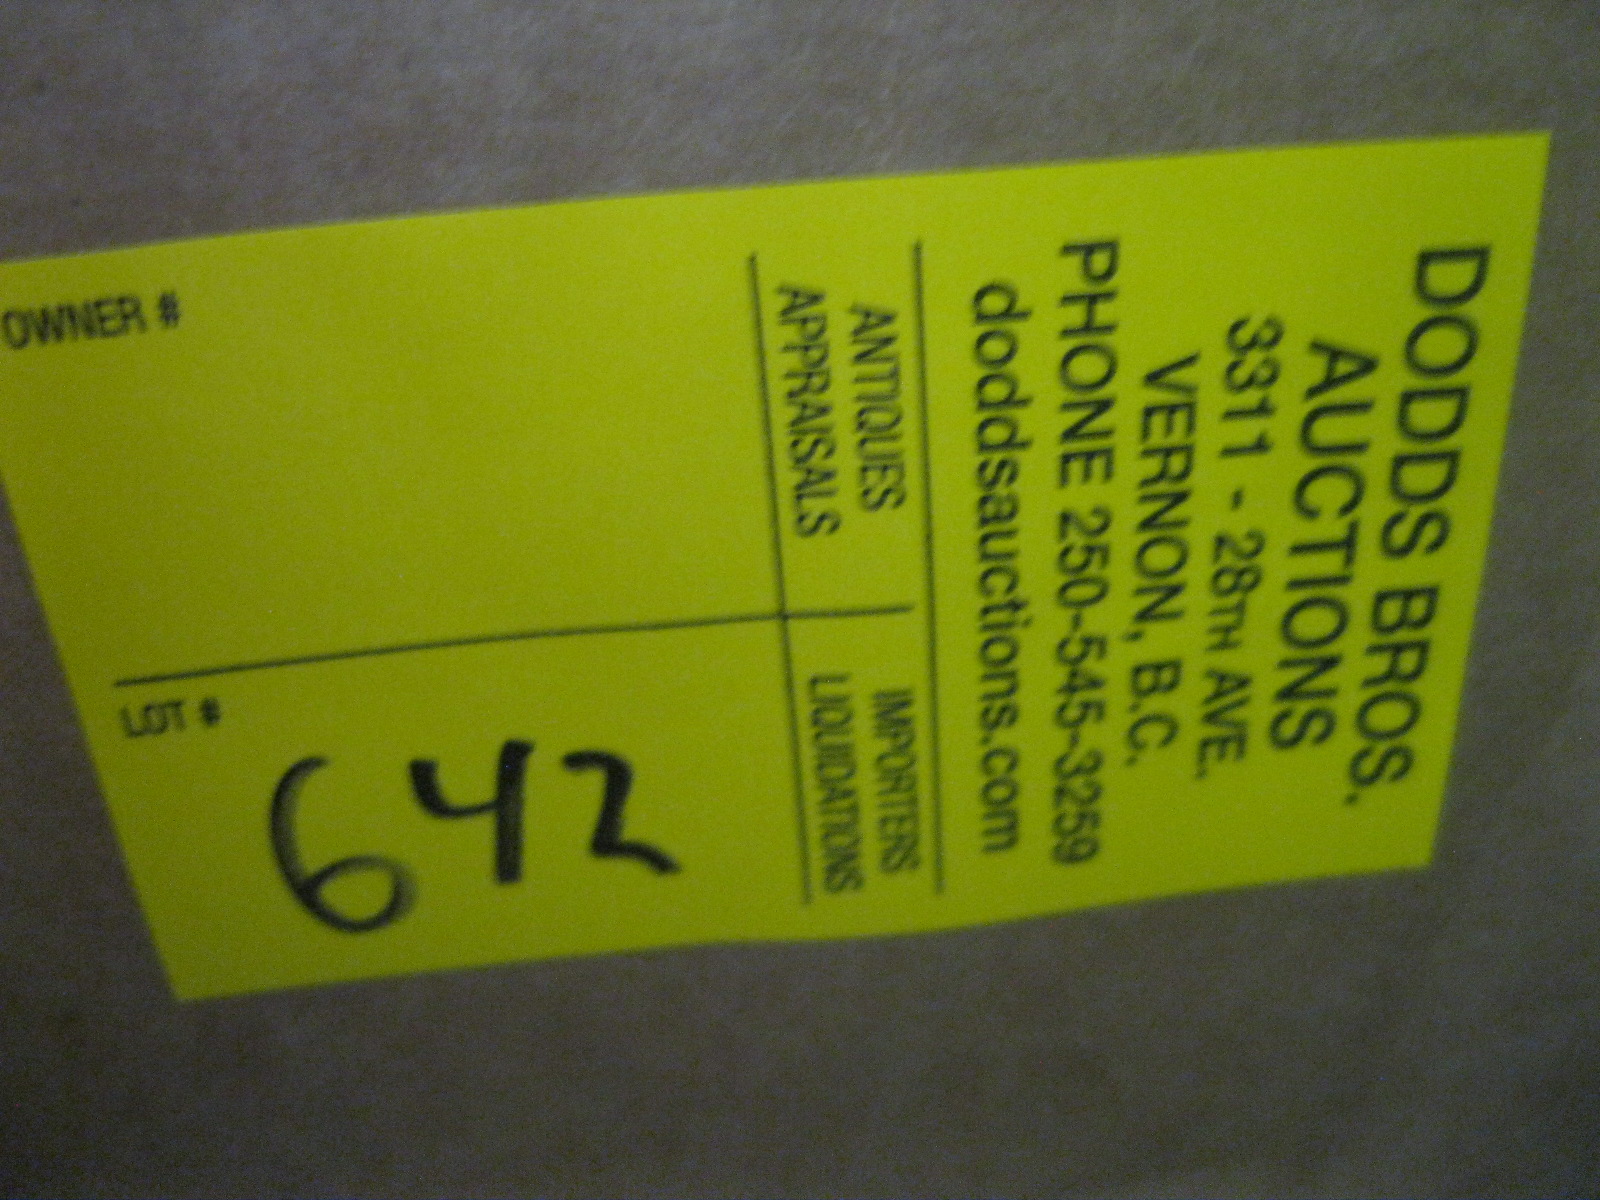 DODDS BROS.
AUCTIONS
3311 - 28TH AVE.
VERNON, B.C.
PHONE 250-545-3259
doddsauctions.com
ANTIQUES
APPRAISALS
IMPORTERS
LIQUIDATIONS
OWNER #
LOT #
642